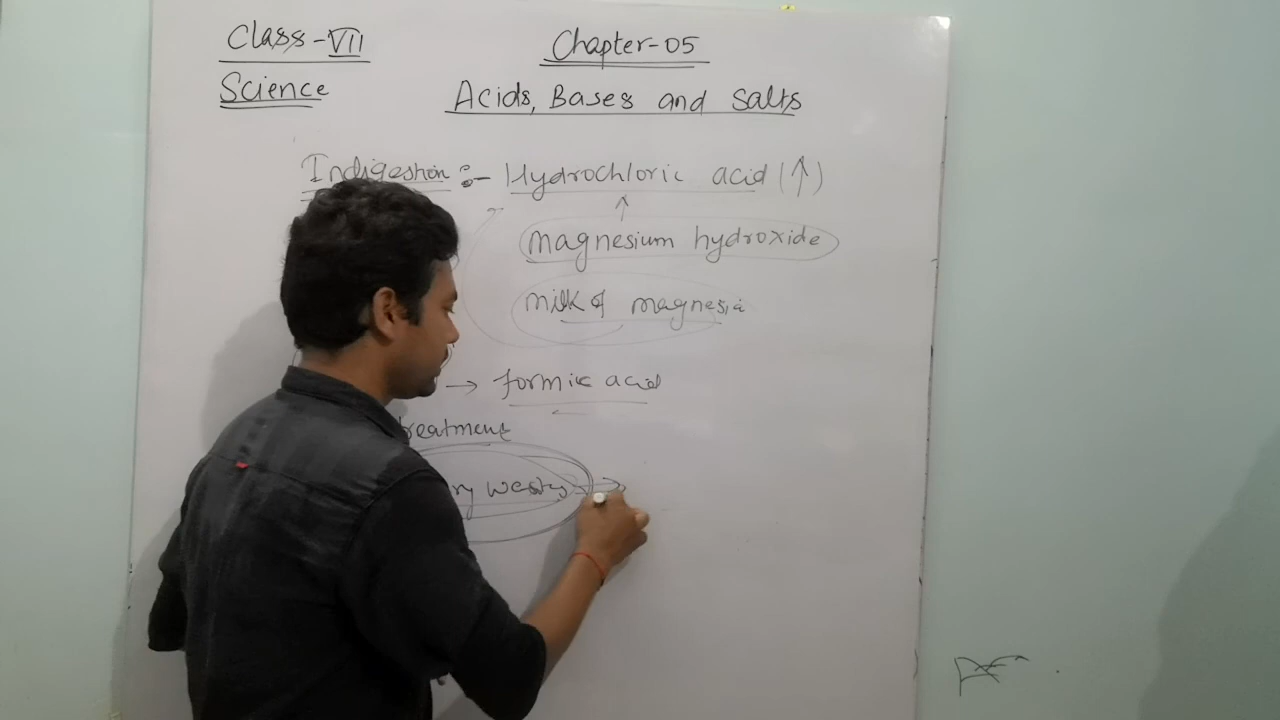 Class-VII
Science
Chapter-05
Acids, Bases and Salts
Indigestion :- Hydrochloric acid (↑)
magnesium hydroxide
milk of magnesia
→ formic acid
treatment
→